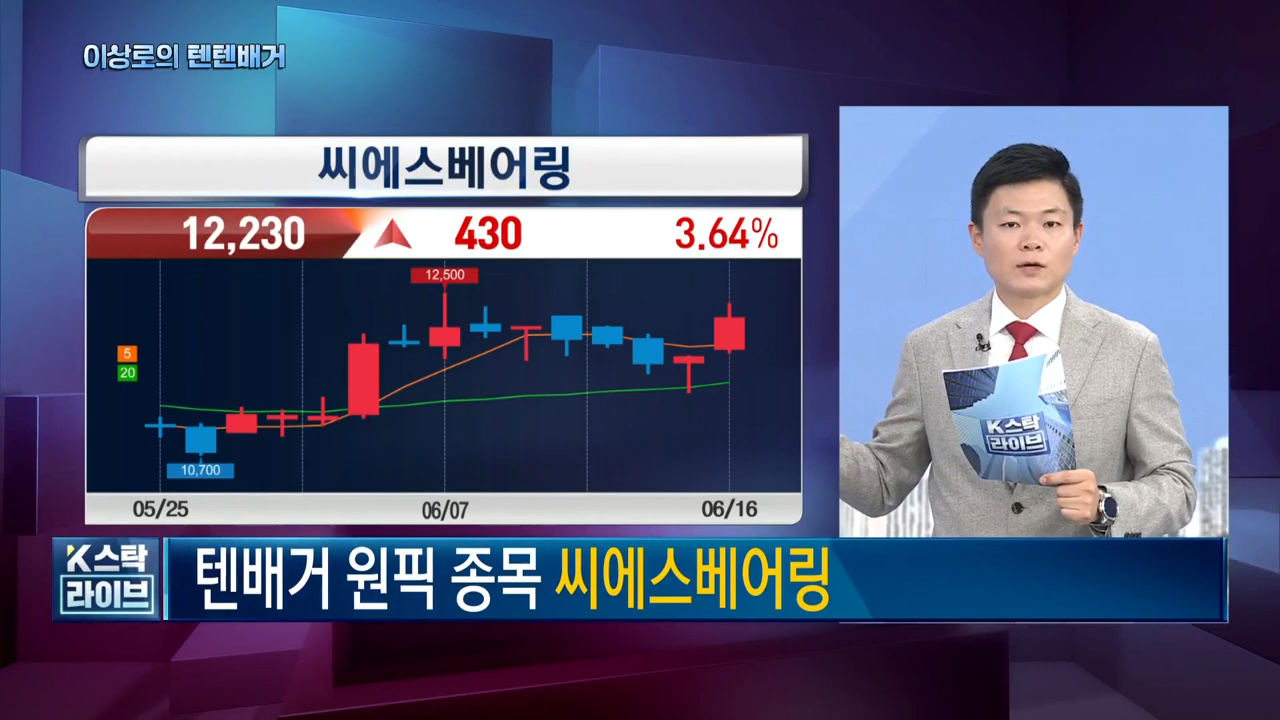 이상로의 텐텐배거
씨에스베어링
12,230 430 3.64%
12,500
5
20
10,700
05/25 06/07 06/16
K스탁
라이브
K스탁
라이브
텐배거 원픽 종목 씨에스베어링